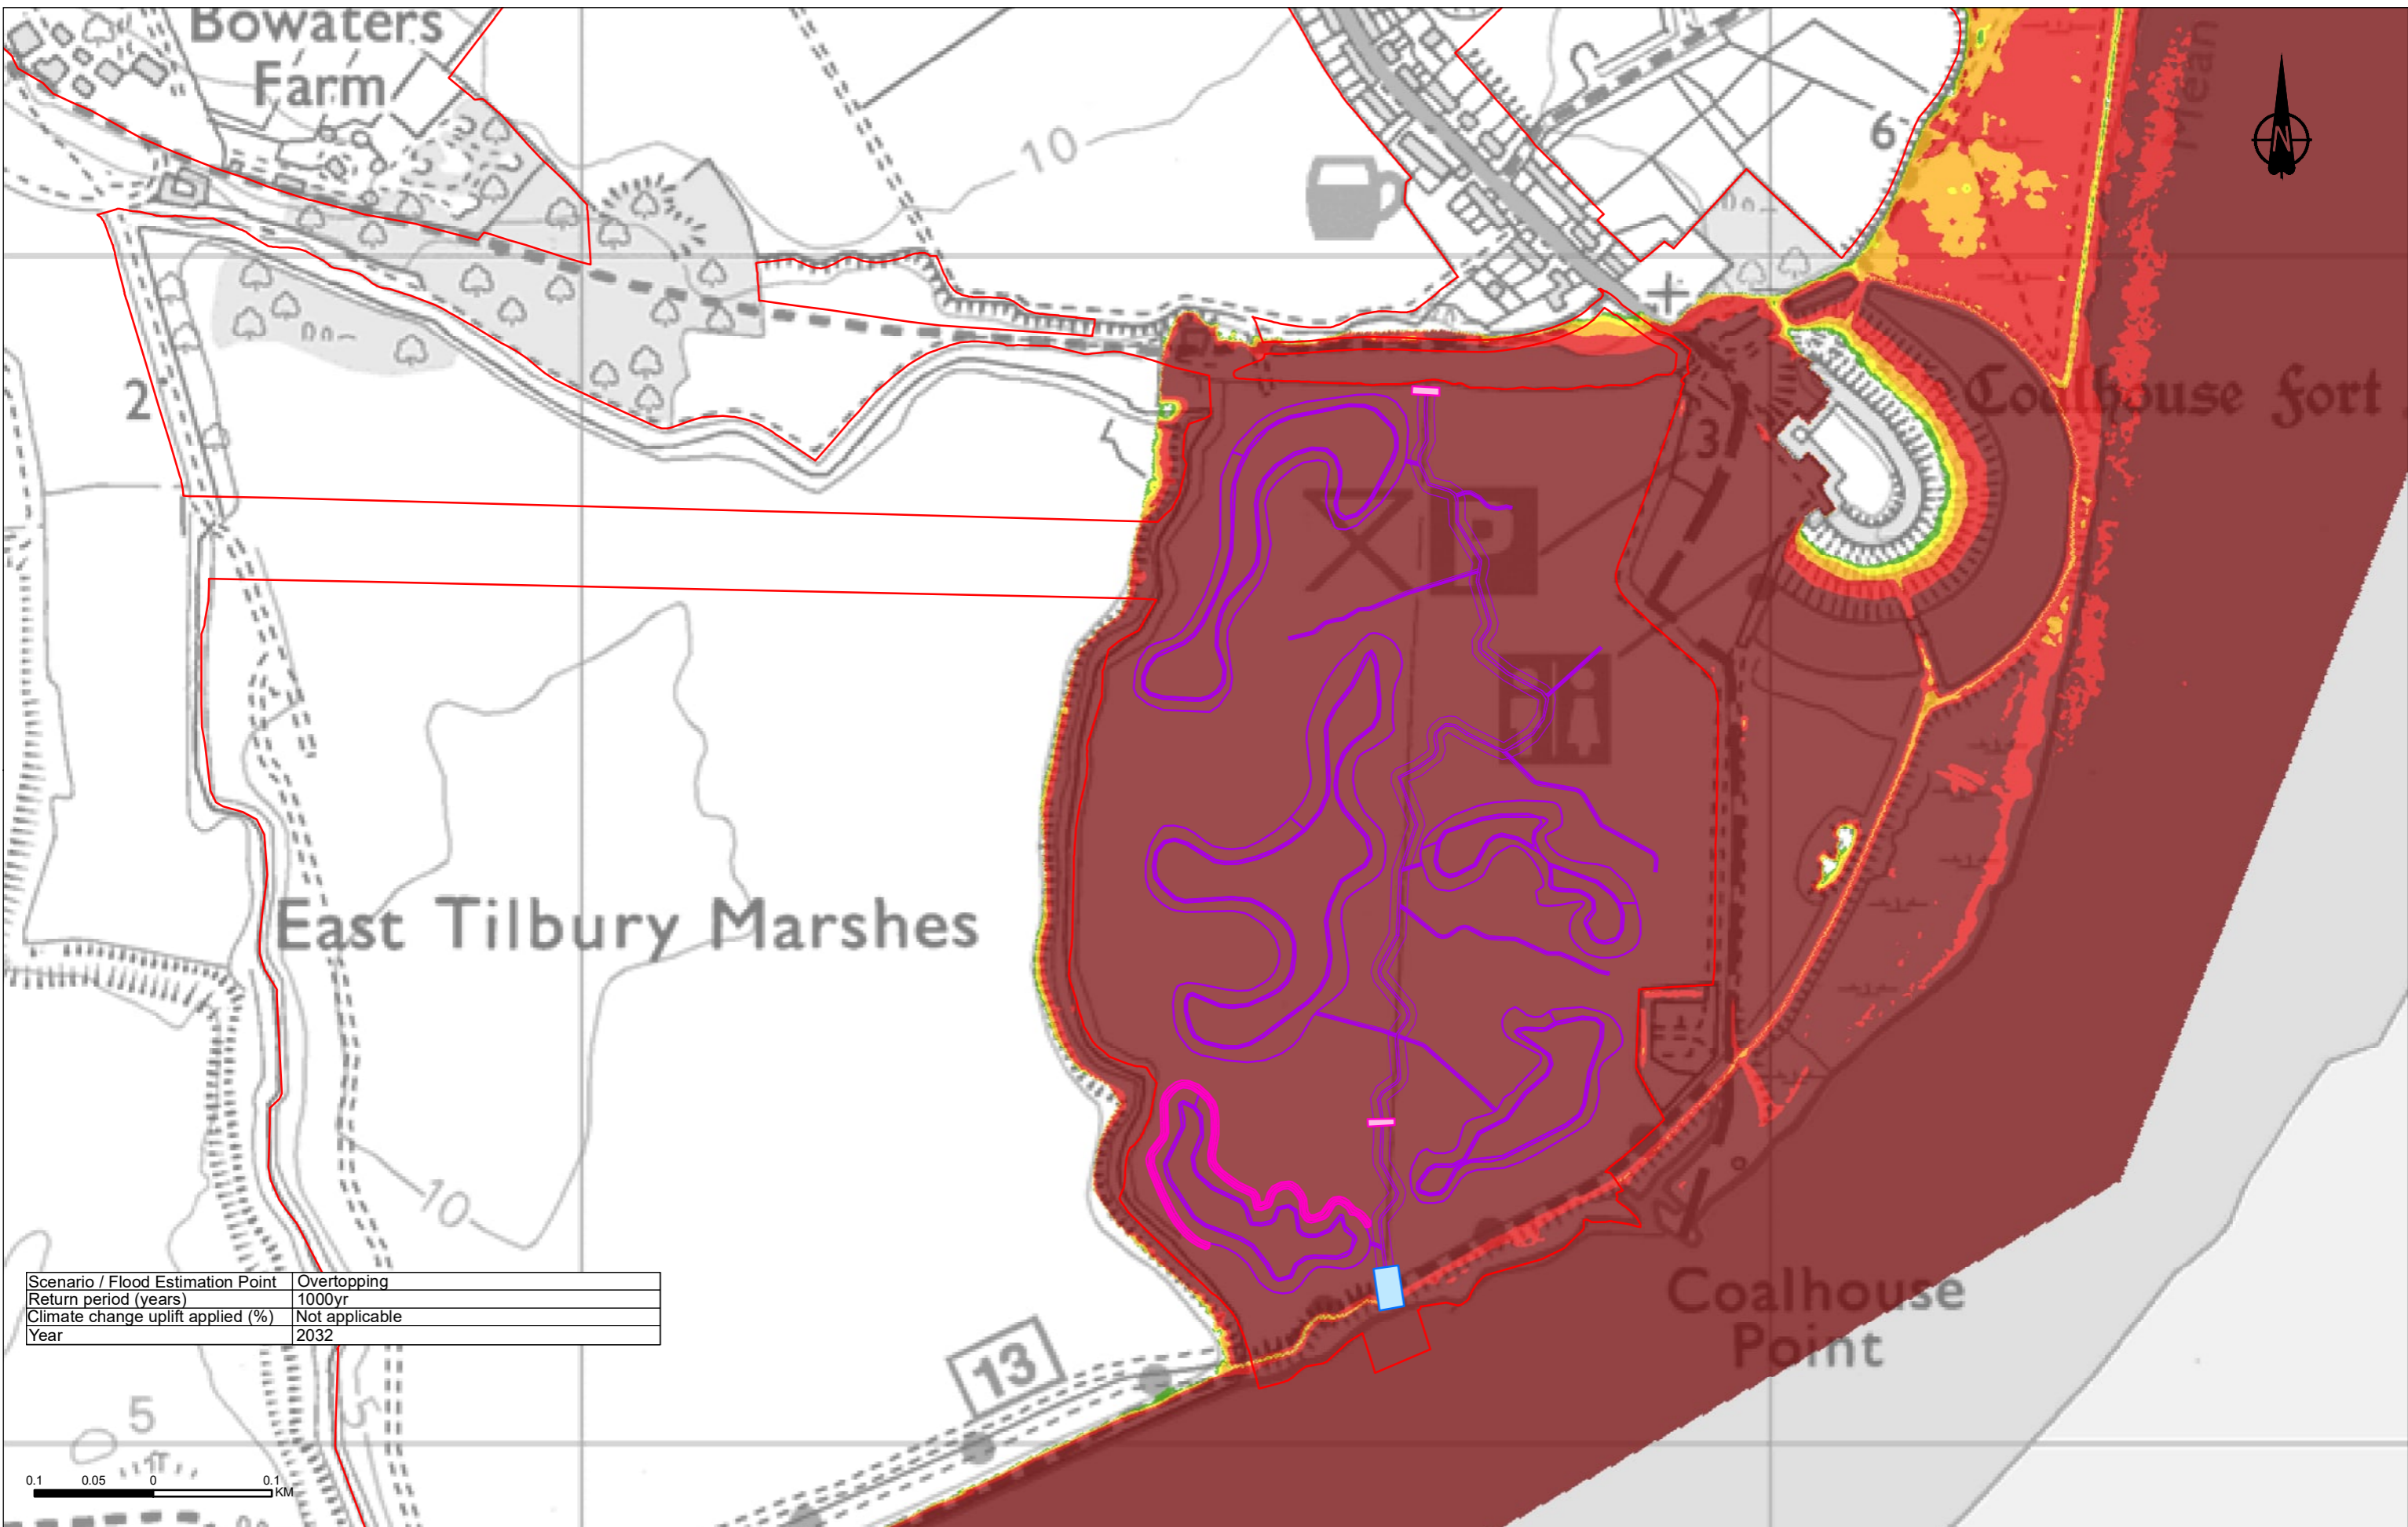 Bowaters
Farm
10
6
Mean
N
2
Coalhouse Fort
3
P
East Tilbury Marshes
10
Scenario / Flood Estimation Point Overtopping
Return period (years) 1000yr
Climate change uplift applied (%) Not applicable
Year 2032
Coalhouse
Point
13
5
5
0.1 0.05 0 0.1
KM